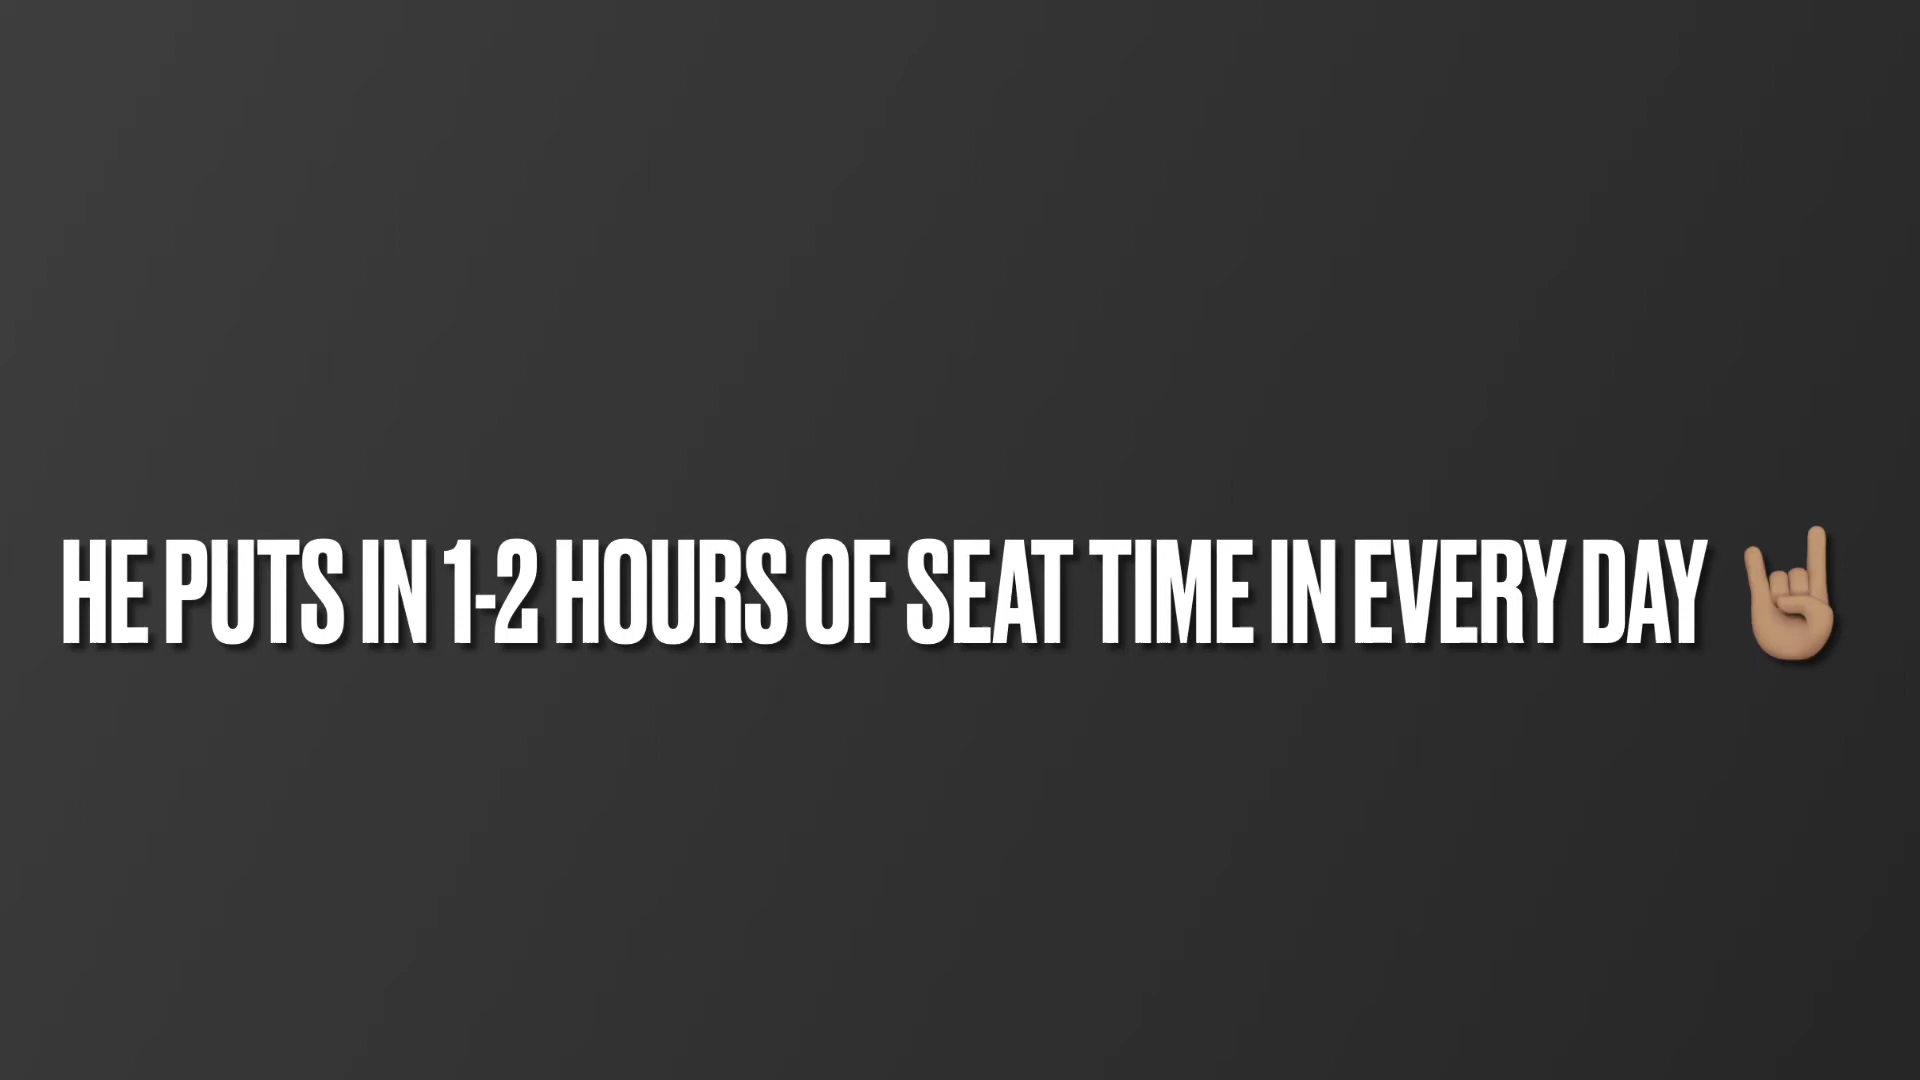 HE PUTS IN 1-2 HOURS OF SEAT TIME IN EVERY DAY 🤘🏽